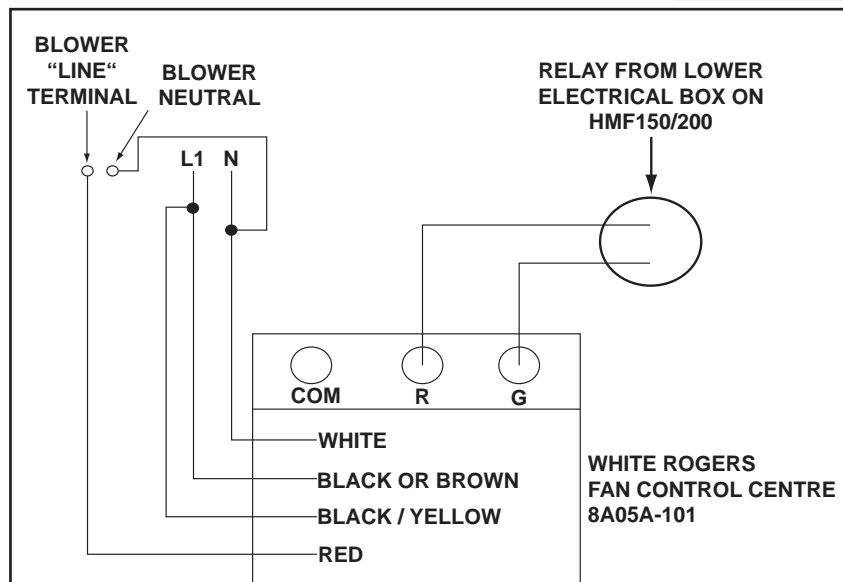 BLOWER
“LINE“
TERMINAL
BLOWER
NEUTRAL
RELAY FROM LOWER
ELECTRICAL BOX ON
HMF150/200
L1 N
COM R G
WHITE
BLACK OR BROWN
BLACK / YELLOW
RED
WHITE ROGERS
FAN CONTROL CENTRE
8A05A-101